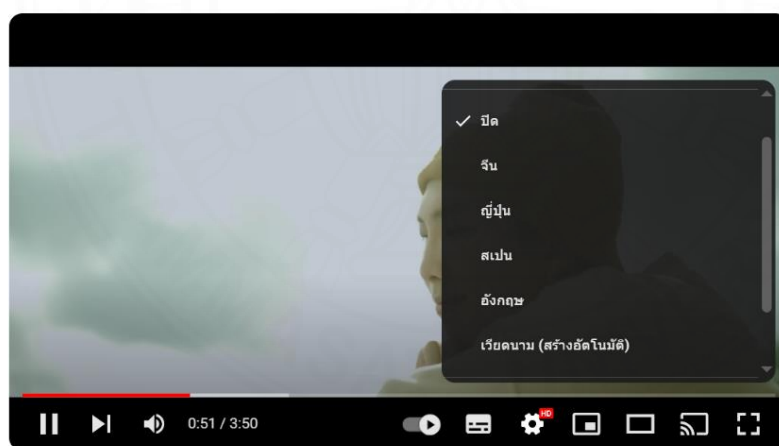 ปิด
จีน
ญี่ปุ่น
สเปน
อังกฤษ
เวียดนาม (สร้างอัตโนมัติ)
0:51 / 3:50
HD